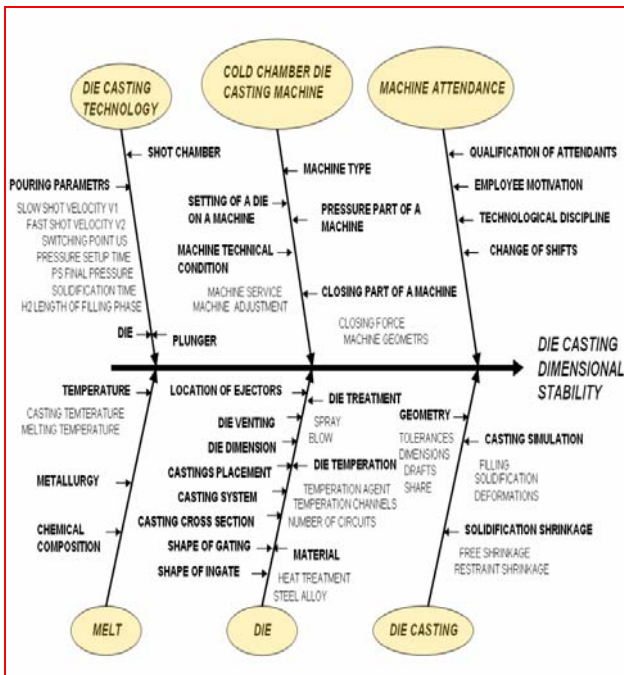 DIE CASTING
TECHNOLOGY
COLD CHAMBER DIE
CASTING MACHINE
MACHINE ATTENDANCE
SHOT CHAMBER
POURING PARAMETRS
SLOW SHOT VELOCITY V1
FAST SHOT VELOCITY V2
SWITCHING POINT US
PRESSURE SETUP TIME
PS FINAL PRESSURE
SOLIDIFICATION TIME
H2 LENGTH OF FILLING PHASE
DIE
PLUNGER
MACHINE TYPE
SETTING OF A DIE
ON A MACHINE
PRESSURE PART OF A
MACHINE
MACHINE TECHNICAL
CONDITION
MACHINE SERVICE
MACHINE ADJUSTMENT
CLOSING PART OF A MACHINE
CLOSING FORCE
MACHINE GEOMETRS
QUALIFICATION OF ATTENDANTS
EMPLOYEE MOTIVATION
TECHNOLOGICAL DISCIPLINE
CHANGE OF SHIFTS
DIE CASTING
DIMENSIONAL
STABILITY
TEMPERATURE
CASTING TEMTERATURE
MELTING TEMPERATURE
METALLURGY
CHEMICAL
COMPOSITION
MELT
LOCATION OF EJECTORS
DIE VENTING
DIE DIMENSION
CASTINGS PLACEMENT
CASTING SYSTEM
CASTING CROSS SECTION
SHAPE OF GATING
SHAPE OF INGATE
DIE TREATMENT
SPRAY
BLOW
DIE TEMPERATION
TEMPERATION AGENT
TEMPERATION CHANNELS
NUMBER OF CIRCUITS
MATERIAL
HEAT TREATMENT
STEEL ALLOY
DIE
GEOMETRY
TOLERANCES
DIMENSIONS
DRAFTS
SHARE
CASTING SIMULATION
FILLING
SOLIDIFICATION
DEFORMATIONS
SOLIDIFICATION SHRINKAGE
FREE SHRINKAGE
RESTRAINT SHRINKAGE
DIE CASTING